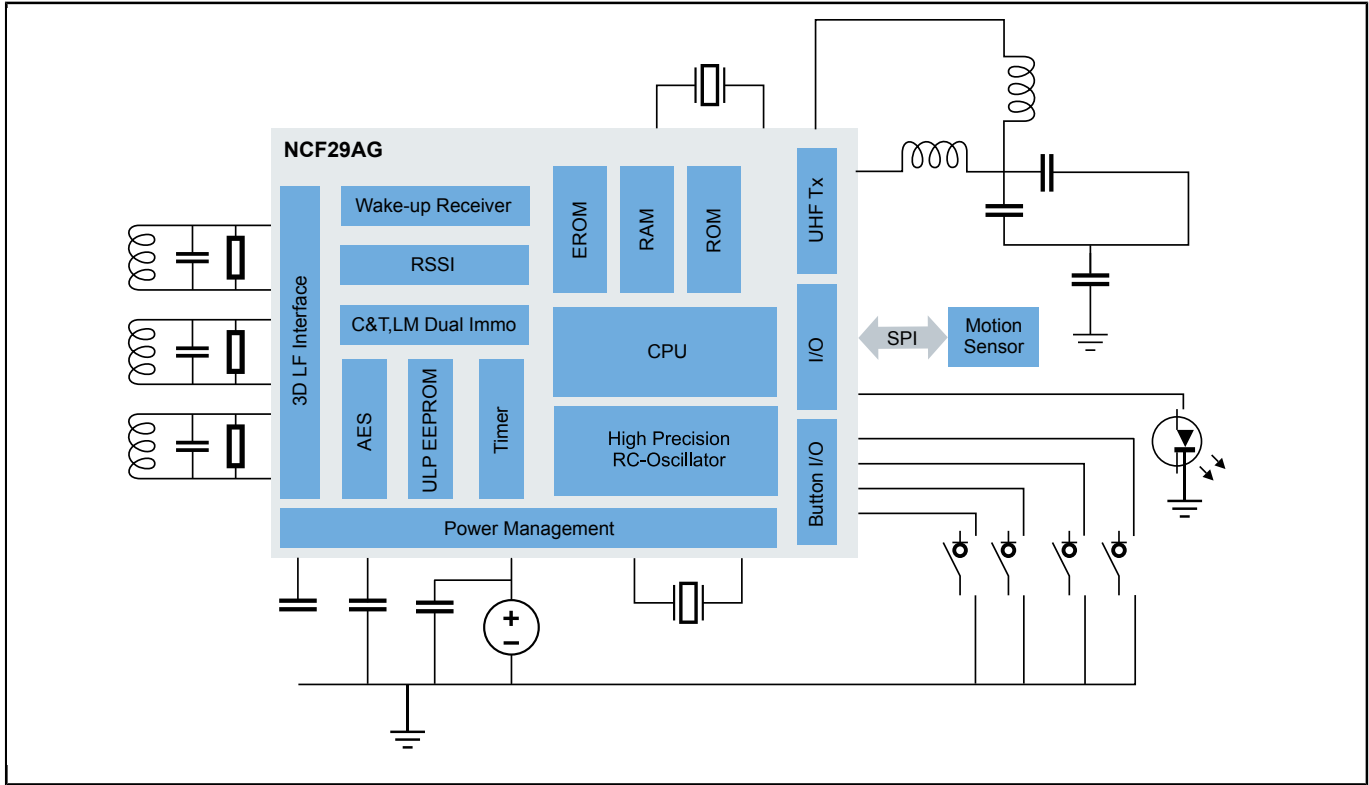 NCF29AG
3D LF Interface
Wake-up Receiver
RSSI
C&T,LM Dual Immo
AES
ULP EEPROM
Timer
EROM
RAM
ROM
CPU
High Precision
RC-Oscillator
Power Management
UHF Tx
I/O
Button I/O
SPI
Motion
Sensor
+
−